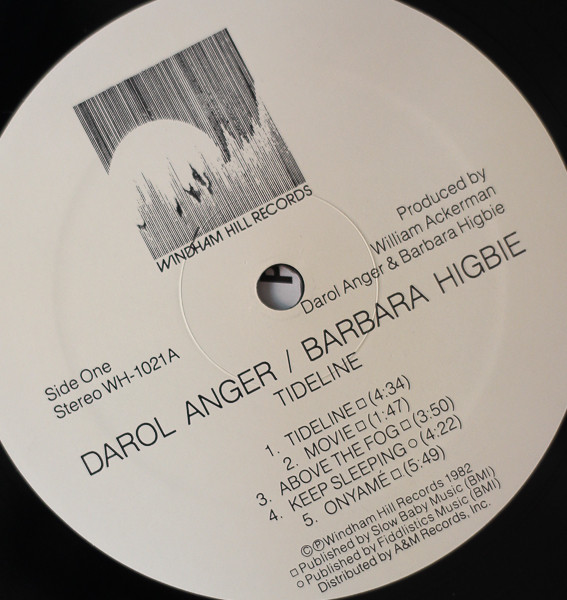 WINDHAM HILL RECORDS
Produced by
William Ackerman
Darol Anger & Barbara Higbie
Side One
Stereo WH-1021A
DAROL ANGER / BARBARA HIGBIE
TIDELINE
1. TIDELINE □ (4:34)
2. MOVIE □ (1:47)
3. ABOVE THE FOG □ (3:50)
4. KEEP SLEEPING ○ (4:22)
5. ONYAMÉ □ (5:49)
©℗Windham Hill Records 1982
□ Published by Slow Baby Music (BMI)
○ Published by Fiddlistics Music (BMI)
Distributed by A&M Records, Inc.